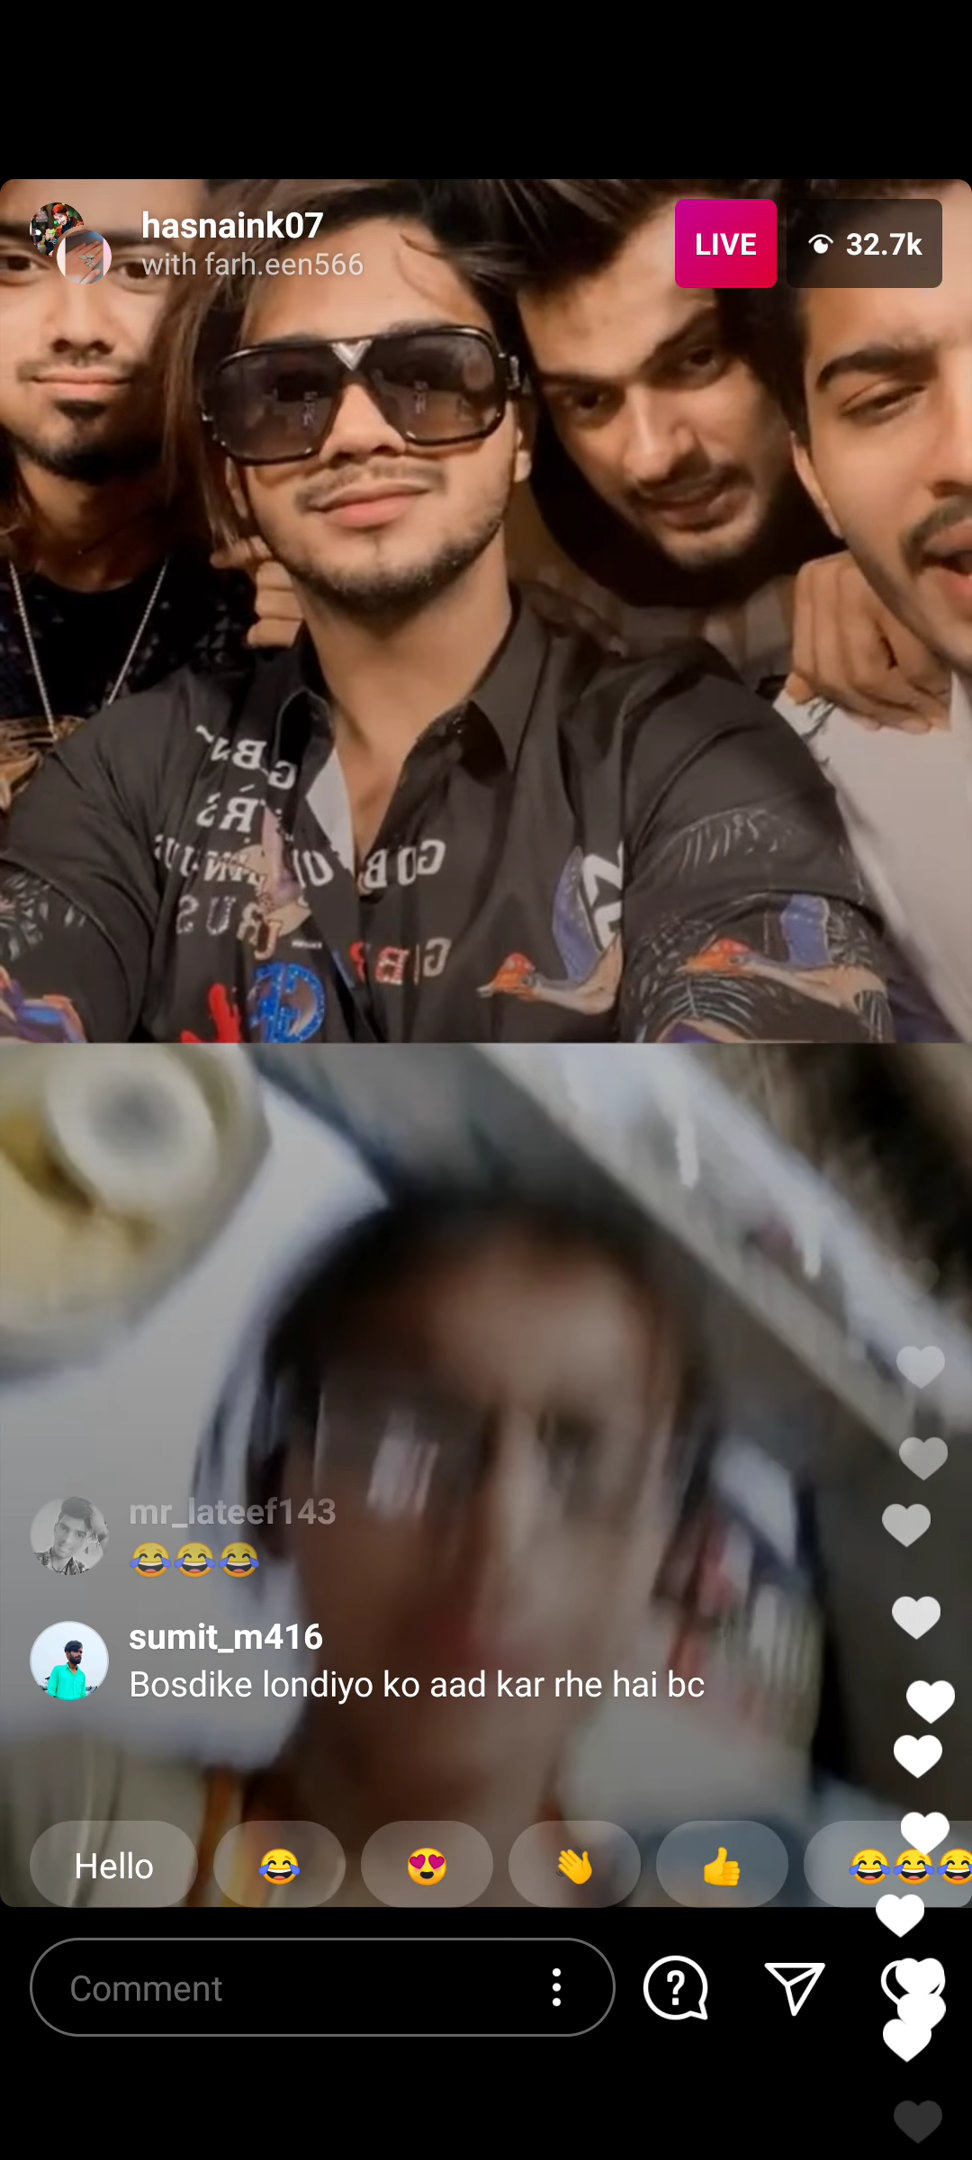 hasnaink07
with farh.een566
LIVE
32.7k
mr_lateef143
😂😂😂
sumit_m416
Bosdike londiyo ko aad kar rhe hai bc
Hello 😂 😍 👋 👍 😂😂😂
Comment